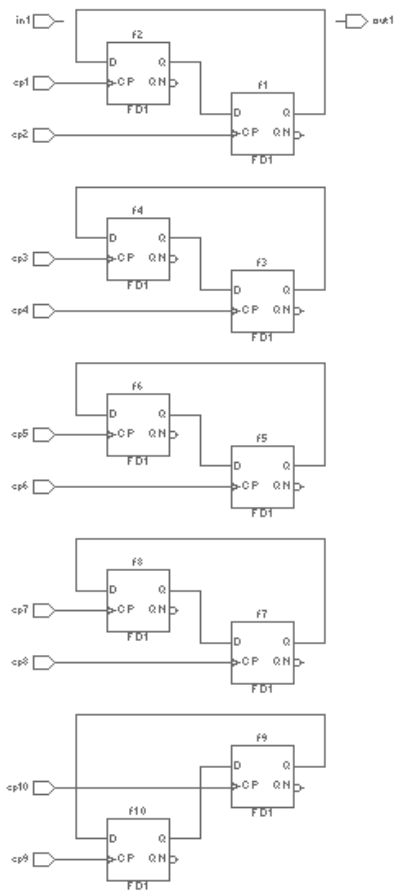 in1 f2 out1
D Q
cp1 CP QN f1
FD1 D Q
cp2 CP QN
FD1
f4
D Q
cp3 CP QN f3
FD1 D Q
cp4 CP QN
FD1
f6
D Q
cp5 CP QN f5
FD1 D Q
cp6 CP QN
FD1
f8
D Q
cp7 CP QN f7
FD1 D Q
cp8 CP QN
FD1
f9
D Q
cp10 CP QN
f10 FD1
D Q
cp9 CP QN
FD1